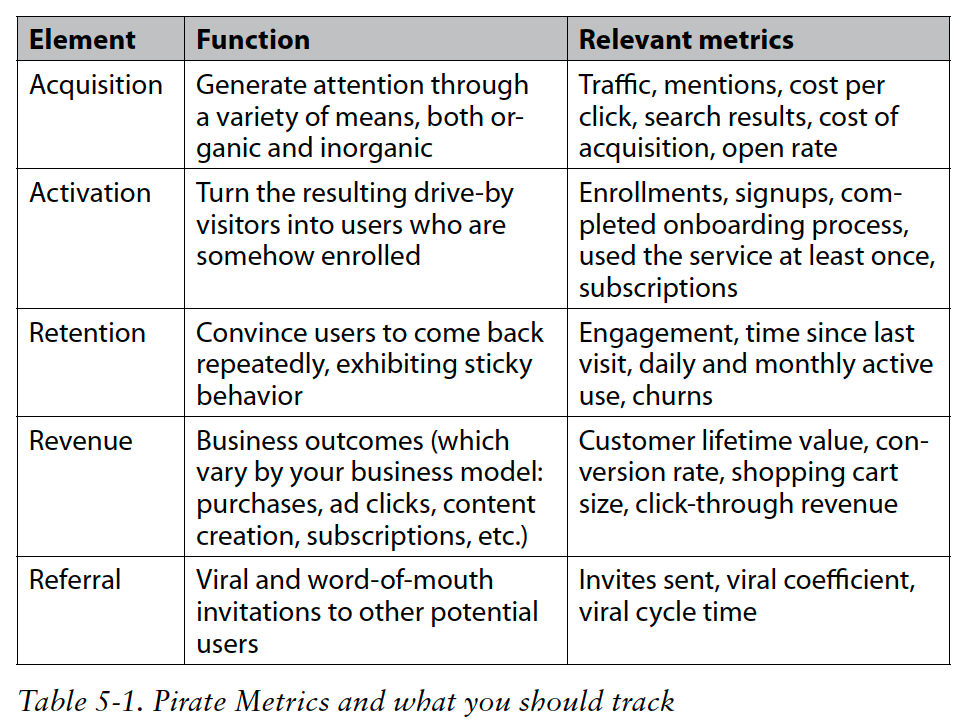 Element Function Relevant metrics
Acquisition Generate attention through Traffic, mentions, cost per
a variety of means, both or- click, search results, cost of
ganic and inorganic acquisition, open rate
Activation Turn the resulting drive-by Enrollments, signups, com-
visitors into users who are pleted onboarding process,
somehow enrolled used the service at least once,
subscriptions
Retention Convince users to come back Engagement, time since last
repeatedly, exhibiting sticky visit, daily and monthly active
behavior use, churns
Revenue Business outcomes (which Customer lifetime value, con-
vary by your business model: version rate, shopping cart
purchases, ad clicks, content size, click-through revenue
creation, subscriptions, etc.)
Referral Viral and word-of-mouth Invites sent, viral coefficient,
invitations to other potential viral cycle time
users
Table 5-1. Pirate Metrics and what you should track